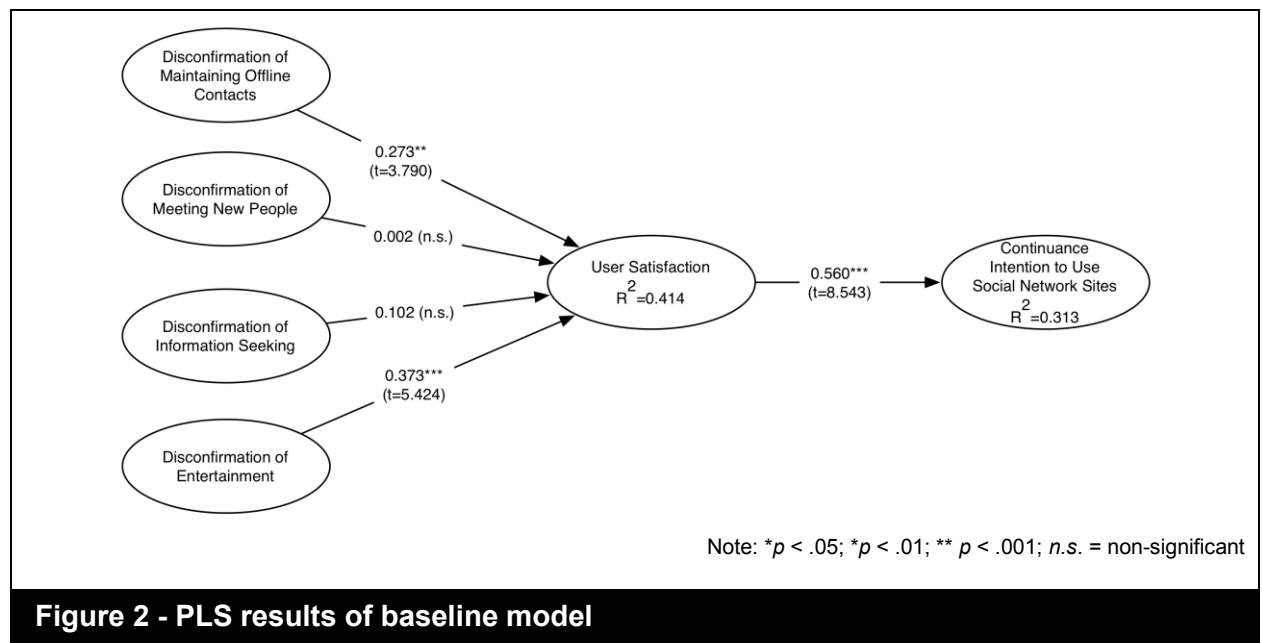 Disconfirmation of
Maintaining Offline
Contacts
0.273**
(t=3.790)
Disconfirmation of
Meeting New People
0.002 (n.s.)
Disconfirmation of
Information Seeking
0.102 (n.s.)
0.373***
(t=5.424)
Disconfirmation of
Entertainment
User Satisfaction
2
R =0.414
0.560***
(t=8.543)
Continuance
Intention to Use
Social Network Sites
2
R =0.313
Note: *p < .05; *p < .01; ** p < .001; n.s. = non-significant
Figure 2 - PLS results of baseline model